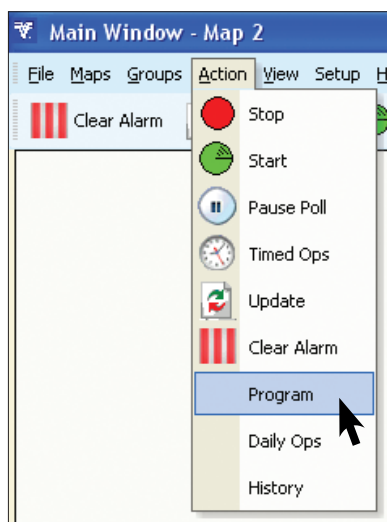 Main Window - Map 2
File Maps Groups Action View Setup H
Clear Alarm
Stop
Start
Pause Poll
Timed Ops
Update
Clear Alarm
Program
Daily Ops
History